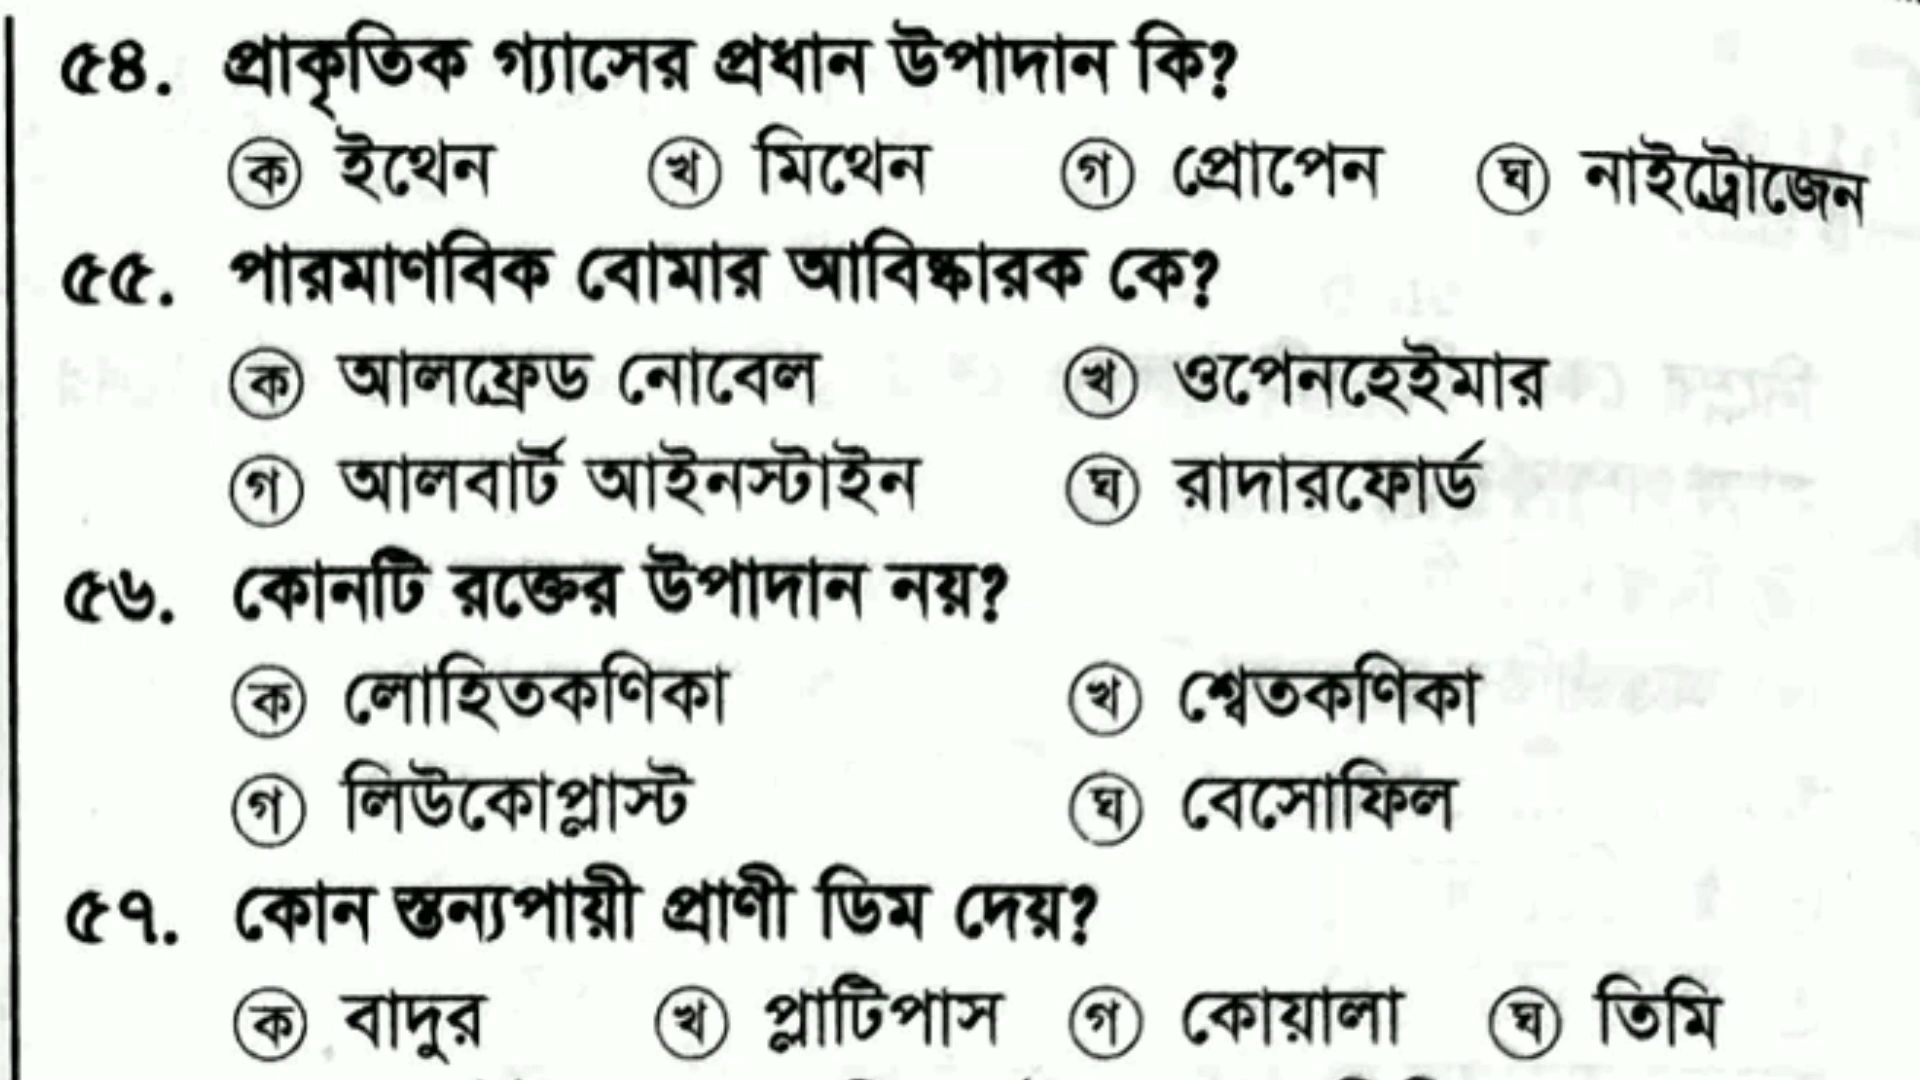 ৫৪. প্রাকৃতিক গ্যাসের প্রধান উপাদান কি?
ক ইথেন খ মিথেন গ প্রোপেন ঘ নাইট্রোজেন
৫৫. পারমাণবিক বোমার আবিষ্কারক কে?
ক আলফ্রেড নোবেল খ ওপেনহেইমার
গ আলবার্ট আইনস্টাইন ঘ রাদারফোর্ড
৫৬. কোনটি রক্তের উপাদান নয়?
ক লোহিতকণিকা খ শ্বেতকণিকা
গ লিউকোপ্লাস্ট ঘ বেসোফিল
৫৭. কোন স্তন্যপায়ী প্রাণী ডিম দেয়?
ক বাদুর খ প্লাটিপাস গ কোয়ালা ঘ তিমি